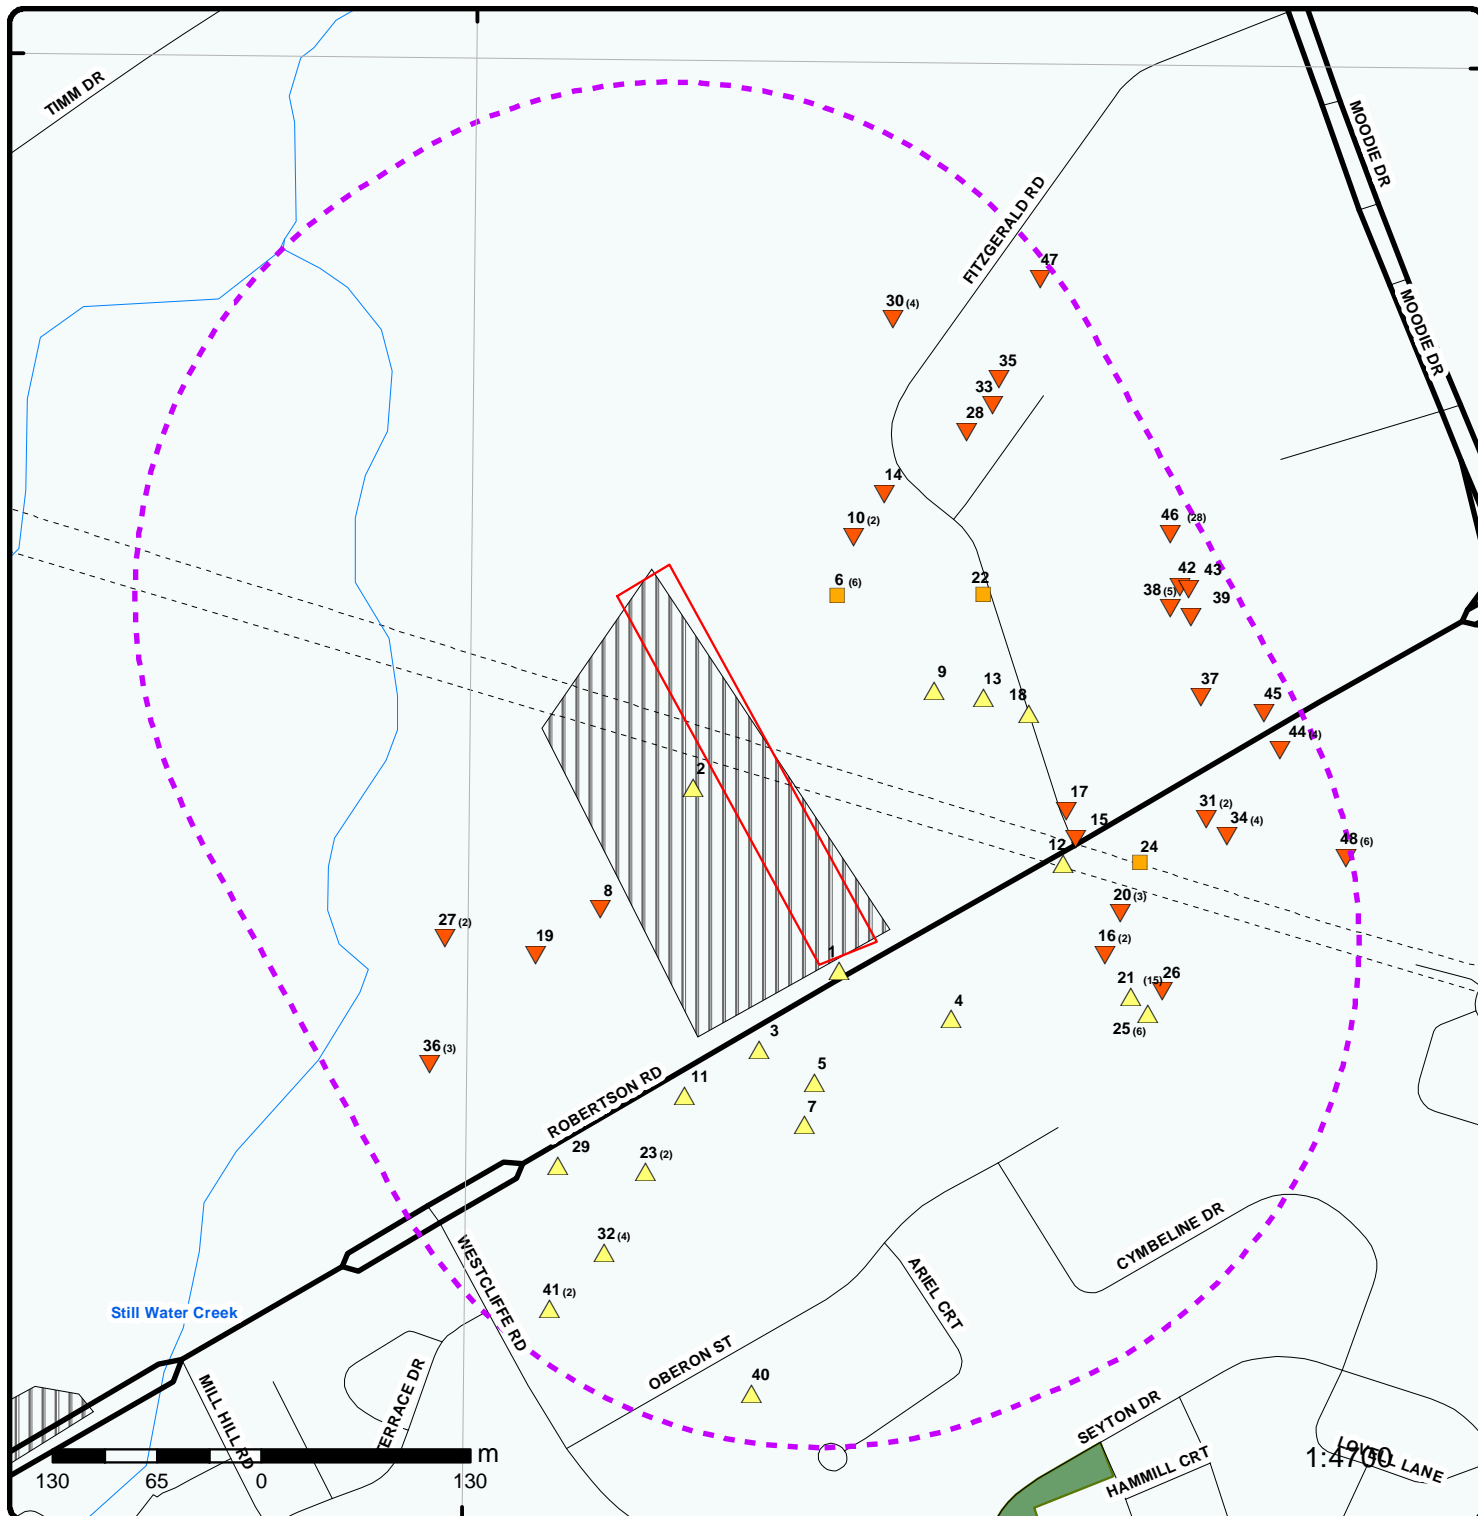 TIMM DR
MOODIE DR
FITZGERALD RD
47
30 (4)
MOODIE DR
35
33
28
14
10 (2)
46 (28)
6 (6)
22
42 43
38 (5)
39
9
13
18
37
45
44 (4)
2
17
31 (2)
15
34 (4)
12
24
48 (6)
8
27 (2)
19
20 (3)
16 (2)
1
21 (15) 26
4
25 (6)
3
36 (3)
5
11
7
ROBERTSON RD
29
23 (2)
32 (4)
WESTCLIFFE RD
CYMBELINE DR
ARIEL CRT
41 (2)
Still Water Creek
OBERON ST
40
MILL HILL RD
TERRACE DR
SEYTON DR
LOVELL LANE
HAMMILL CRT
1:4700
m
130 65 0 130